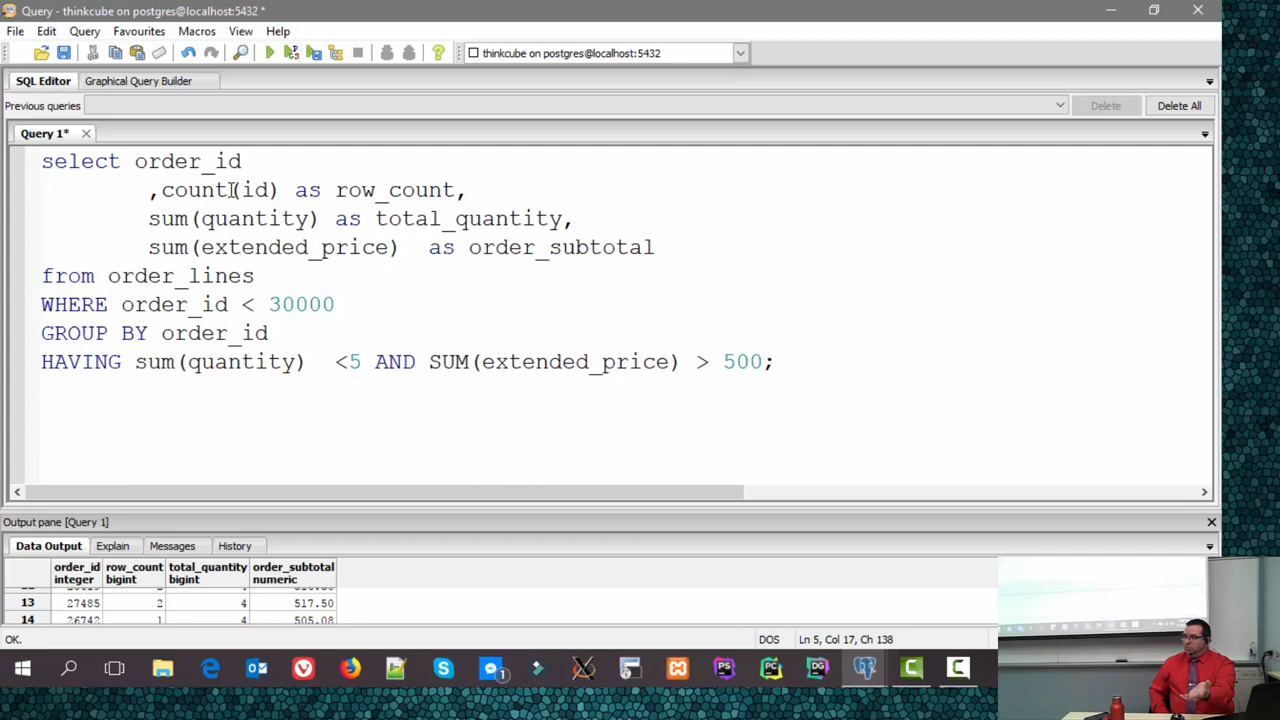 Query - thinkcube on postgres@localhost:5432 *
File Edit Query Favourites Macros View Help
thinkcube on postgres@localhost:5432
SQL Editor Graphical Query Builder
Previous queries Delete Delete All
Query 1*
select order_id
,count(id) as row_count,
sum(quantity) as total_quantity,
sum(extended_price) as order_subtotal
from order_lines
WHERE order_id < 30000
GROUP BY order_id
HAVING sum(quantity) <5 AND SUM(extended_price) > 500;
Output pane [Query 1]
Data Output Explain Messages History
order_id row_count total_quantity order_subtotal
integer bigint bigint numeric
13 27485 2 4 517.50
14 26742 1 4 505.08
OK. DOS Ln 5, Col 17, Ch 138